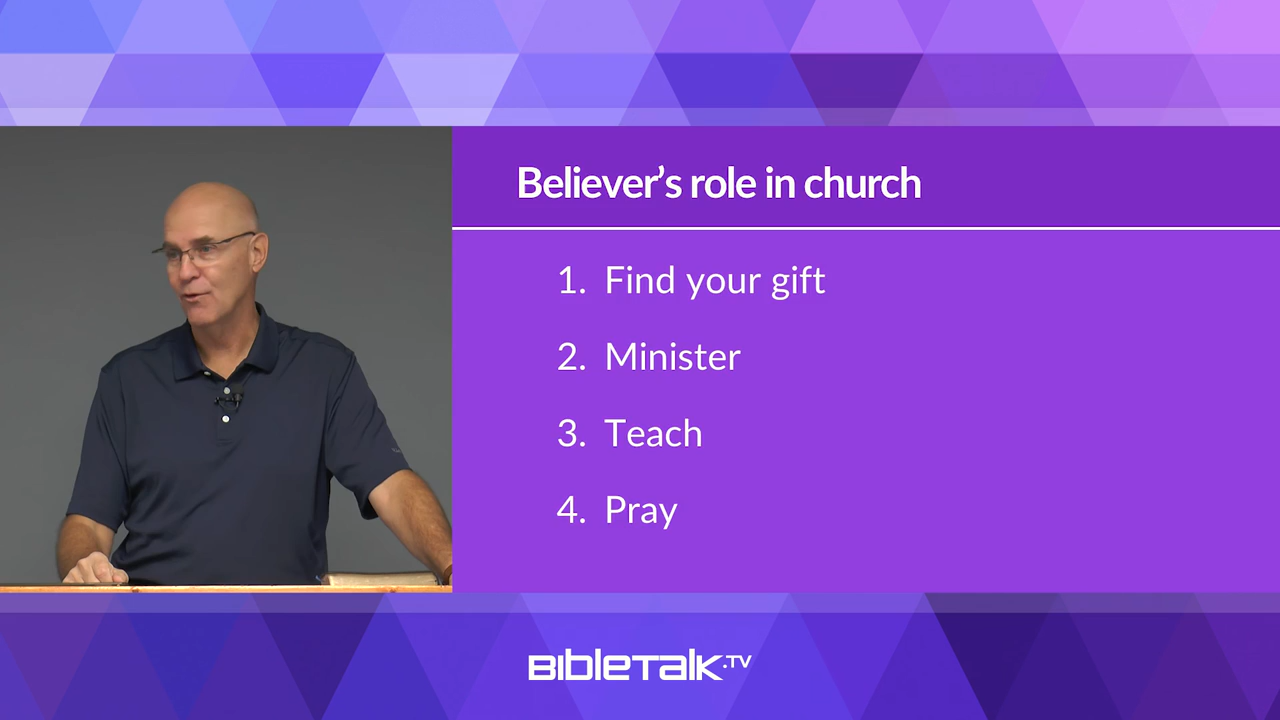 Believer's role in church
1. Find your gift
2. Minister
3. Teach
4. Pray
BibleTalk.TV